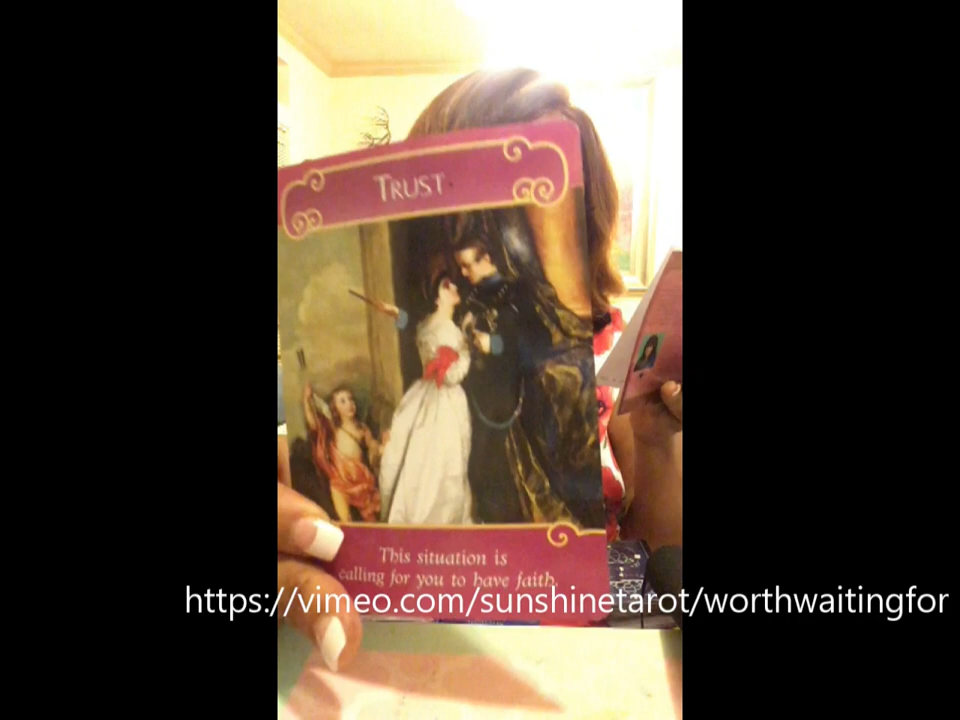 TRUST
This situation is
calling for you to have faith.
https://vimeo.com/sunshinetarot/worthwaitingfor